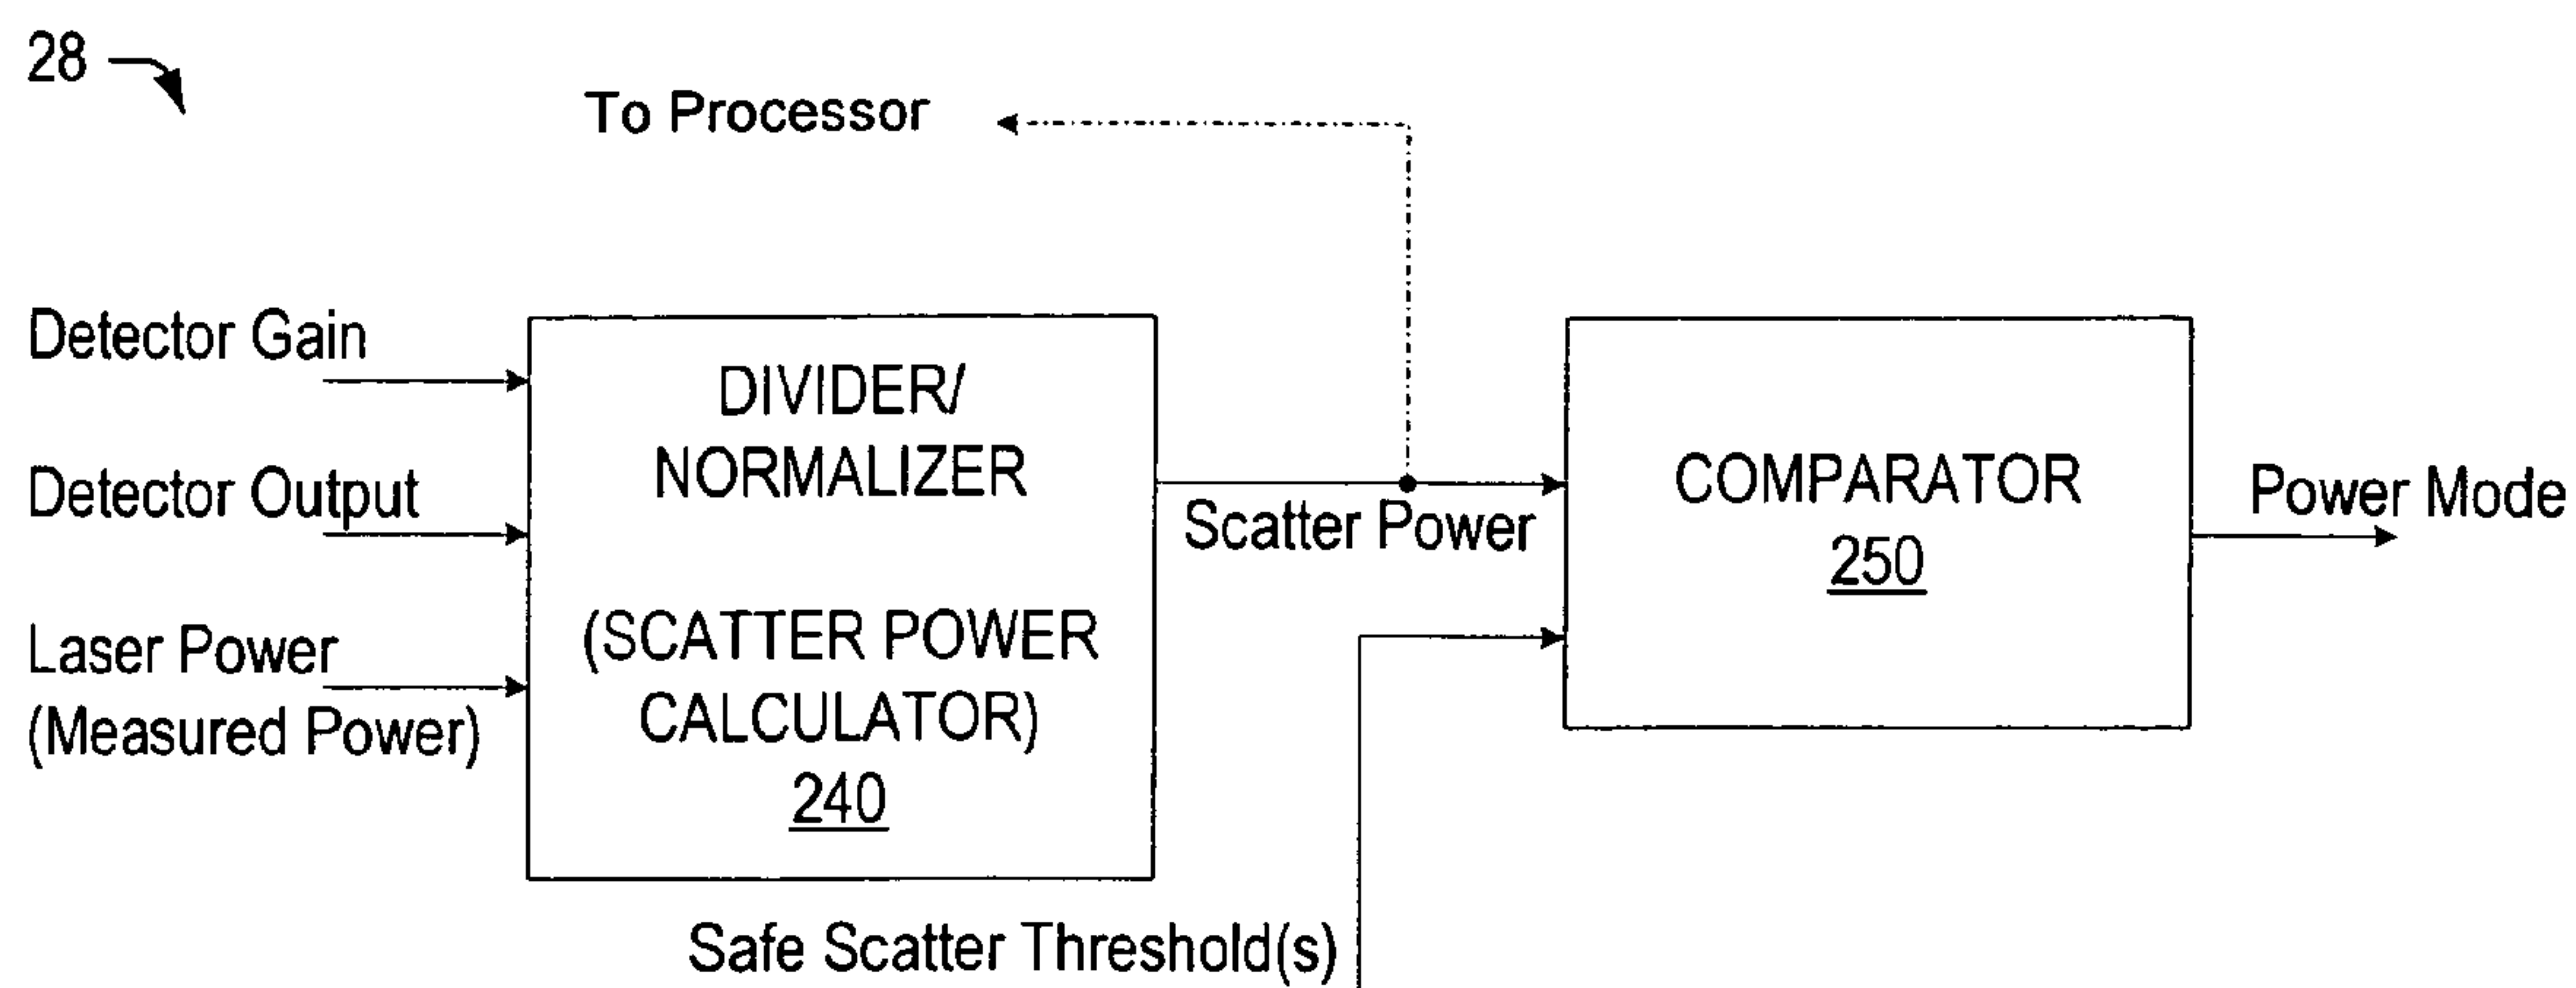 28
To Processor
Detector Gain
Detector Output
Laser Power
(Measured Power)
DIVIDER/
NORMALIZER
(SCATTER POWER
CALCULATOR)
240
Scatter Power
COMPARATOR
250
Power Mode
Safe Scatter Threshold(s)